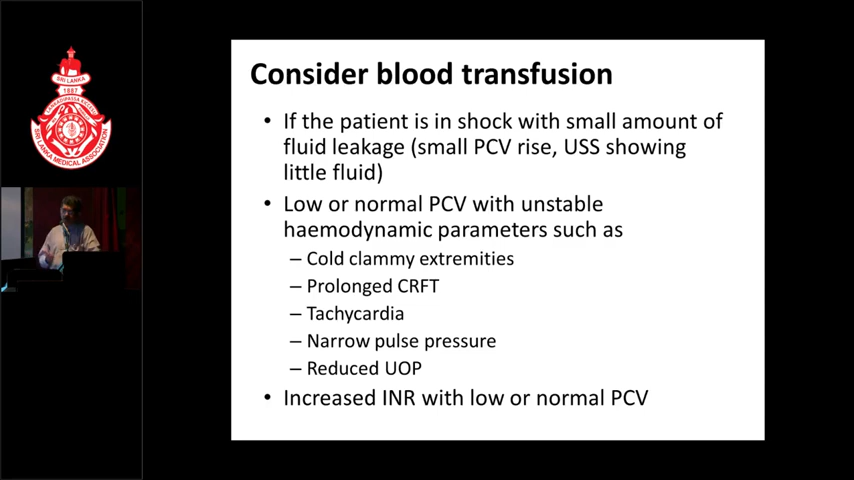 SRI LANKA
1887
SRI LANKA MEDICAL ASSOCIATION
Consider blood transfusion
• If the patient is in shock with small amount of
fluid leakage (small PCV rise, USS showing
little fluid)
• Low or normal PCV with unstable
haemodynamic parameters such as
– Cold clammy extremities
– Prolonged CRFT
– Tachycardia
– Narrow pulse pressure
– Reduced UOP
• Increased INR with low or normal PCV